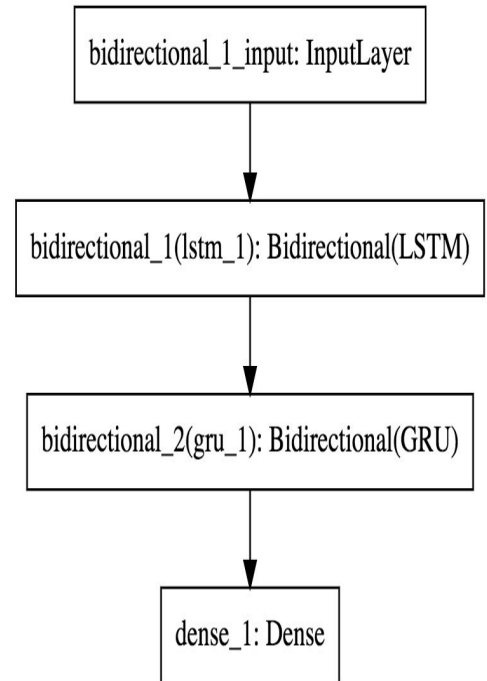 bidirectional_1_input: InputLayer
bidirectional_1(lstm_1): Bidirectional(LSTM)
bidirectional_2(gru_1): Bidirectional(GRU)
dense_1: Dense